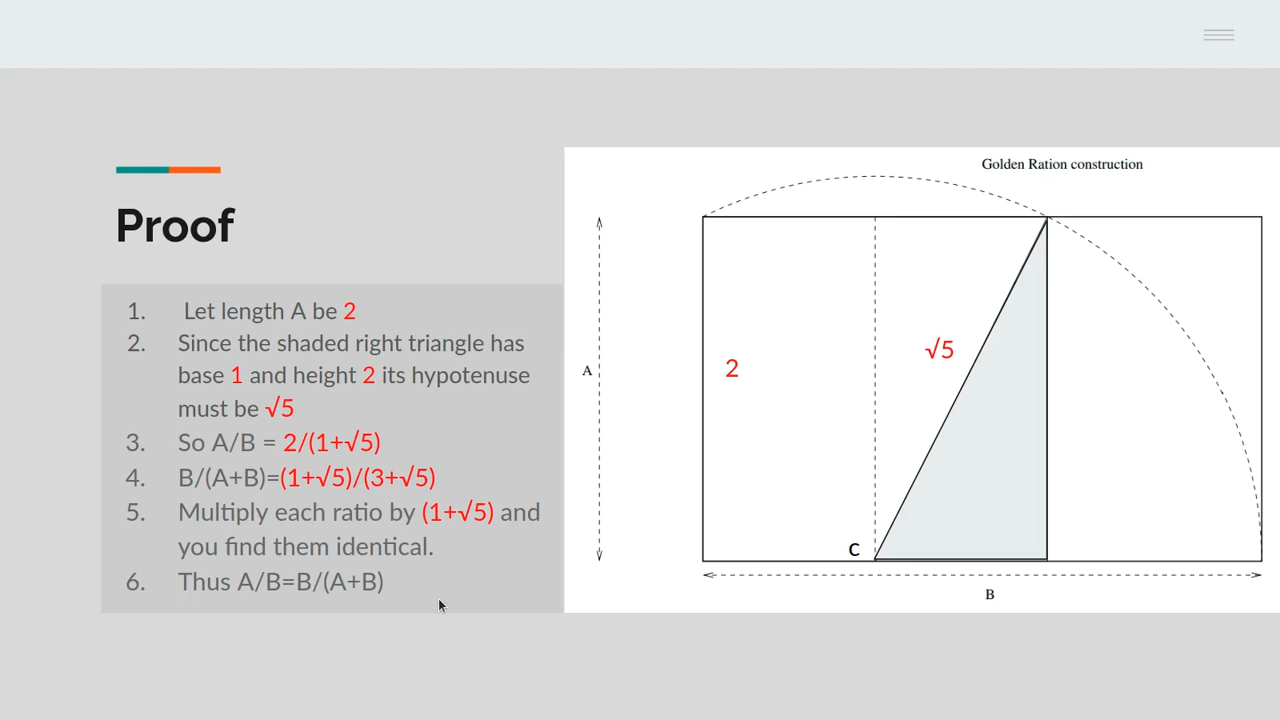 Golden Ration construction
Proof
1. Let length A be 2
2. Since the shaded right triangle has
base 1 and height 2 its hypotenuse
must be √5
3. So A/B = 2/(1+√5)
4. B/(A+B)=(1+√5)/(3+√5)
5. Multiply each ratio by (1+√5) and
you find them identical.
6. Thus A/B=B/(A+B)
A
2
√5
C
B